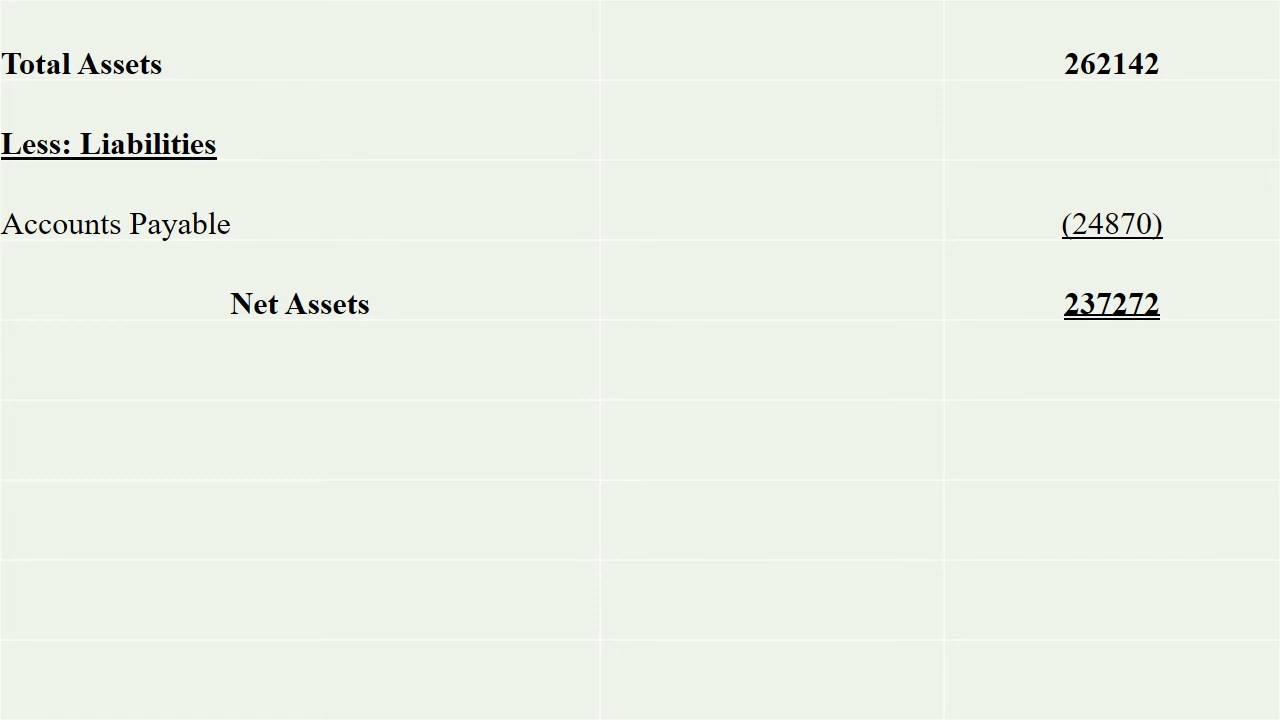 Total Assets 262142
Less: Liabilities
Accounts Payable (24870)
Net Assets 237272